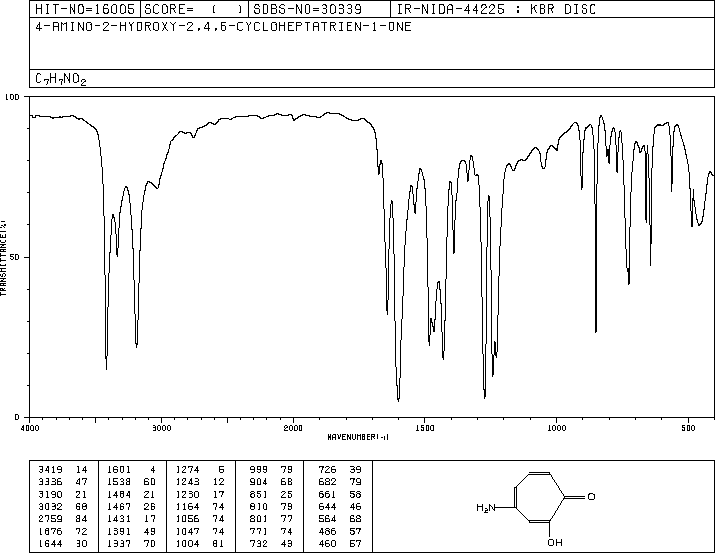 HIT-NO=16005 SCORE= ( ) SDBS-NO=30339 IR-NIDA-44225 : KBR DISC
4-AMINO-2-HYDROXY-2,4,6-CYCLOHEPTATRIEN-1-ONE
C7H7NO2
100
50
0
TRANSMITTANCE(%)
4000 3000 2000 1500 1000 500
WAVENUMBER(-1)
3419 14 1601 4 1274 6 999 79 726 39
3336 47 1538 60 1243 12 904 68 682 79
3190 21 1484 21 1230 17 851 25 661 58
3032 68 1467 26 1164 74 810 79 644 46
2759 84 1431 17 1056 74 801 77 564 68
1676 72 1391 49 1047 74 771 74 486 57
1644 30 1337 70 1004 81 732 43 460 57
O
H2N
OH